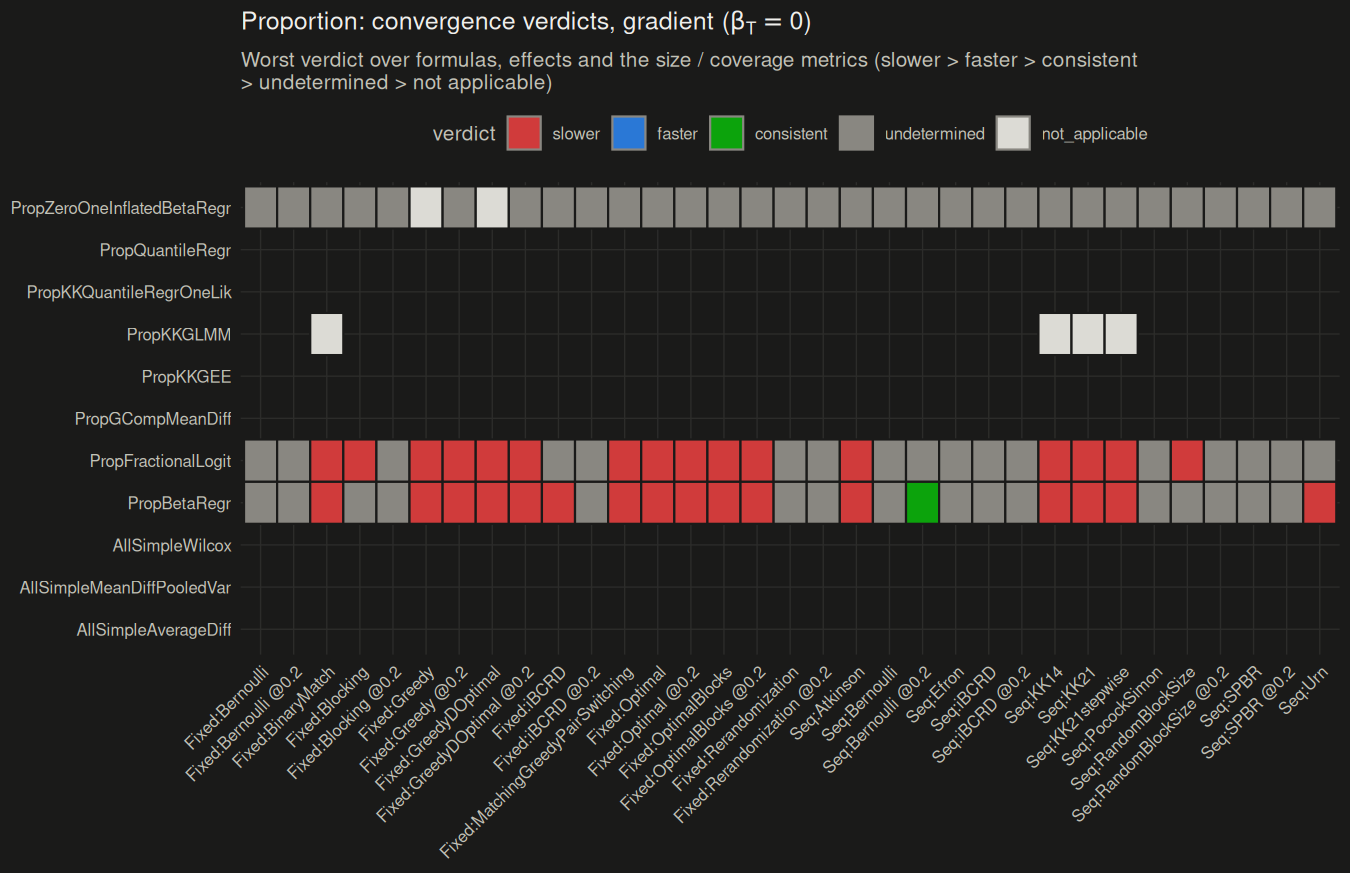 Proportion: convergence verdicts, gradient (βT = 0)
Worst verdict over formulas, effects and the size / coverage metrics (slower > faster > consistent
> undetermined > not applicable)
verdict slower faster consistent undetermined not_applicable
PropZeroOneInflatedBetaRegr
PropQuantileRegr
PropKKQuantileRegrOneLik
PropKKGLMM
PropKKGEE
PropGCompMeanDiff
PropFractionalLogit
PropBetaRegr
AllSimpleWilcox
AllSimpleMeanDiffPooledVar
AllSimpleAverageDiff
Fixed:Bernoulli
Fixed:Bernoulli @0.2
Fixed:BinaryMatch
Fixed:Blocking
Fixed:Blocking @0.2
Fixed:Greedy
Fixed:Greedy @0.2
Fixed:GreedyDOptimal
Fixed:GreedyDOptimal @0.2
Fixed:iBCRD
Fixed:iBCRD @0.2
Fixed:MatchingGreedyPairSwitching
Fixed:Optimal
Fixed:Optimal @0.2
Fixed:OptimalBlocks
Fixed:OptimalBlocks @0.2
Fixed:Rerandomization
Fixed:Rerandomization @0.2
Seq:Atkinson
Seq:Bernoulli
Seq:Bernoulli @0.2
Seq:Efron
Seq:iBCRD
Seq:iBCRD @0.2
Seq:KK14
Seq:KK21
Seq:KK21stepwise
Seq:PocockSimon
Seq:RandomBlockSize
Seq:RandomBlockSize @0.2
Seq:SPBR
Seq:SPBR @0.2
Seq:Urn